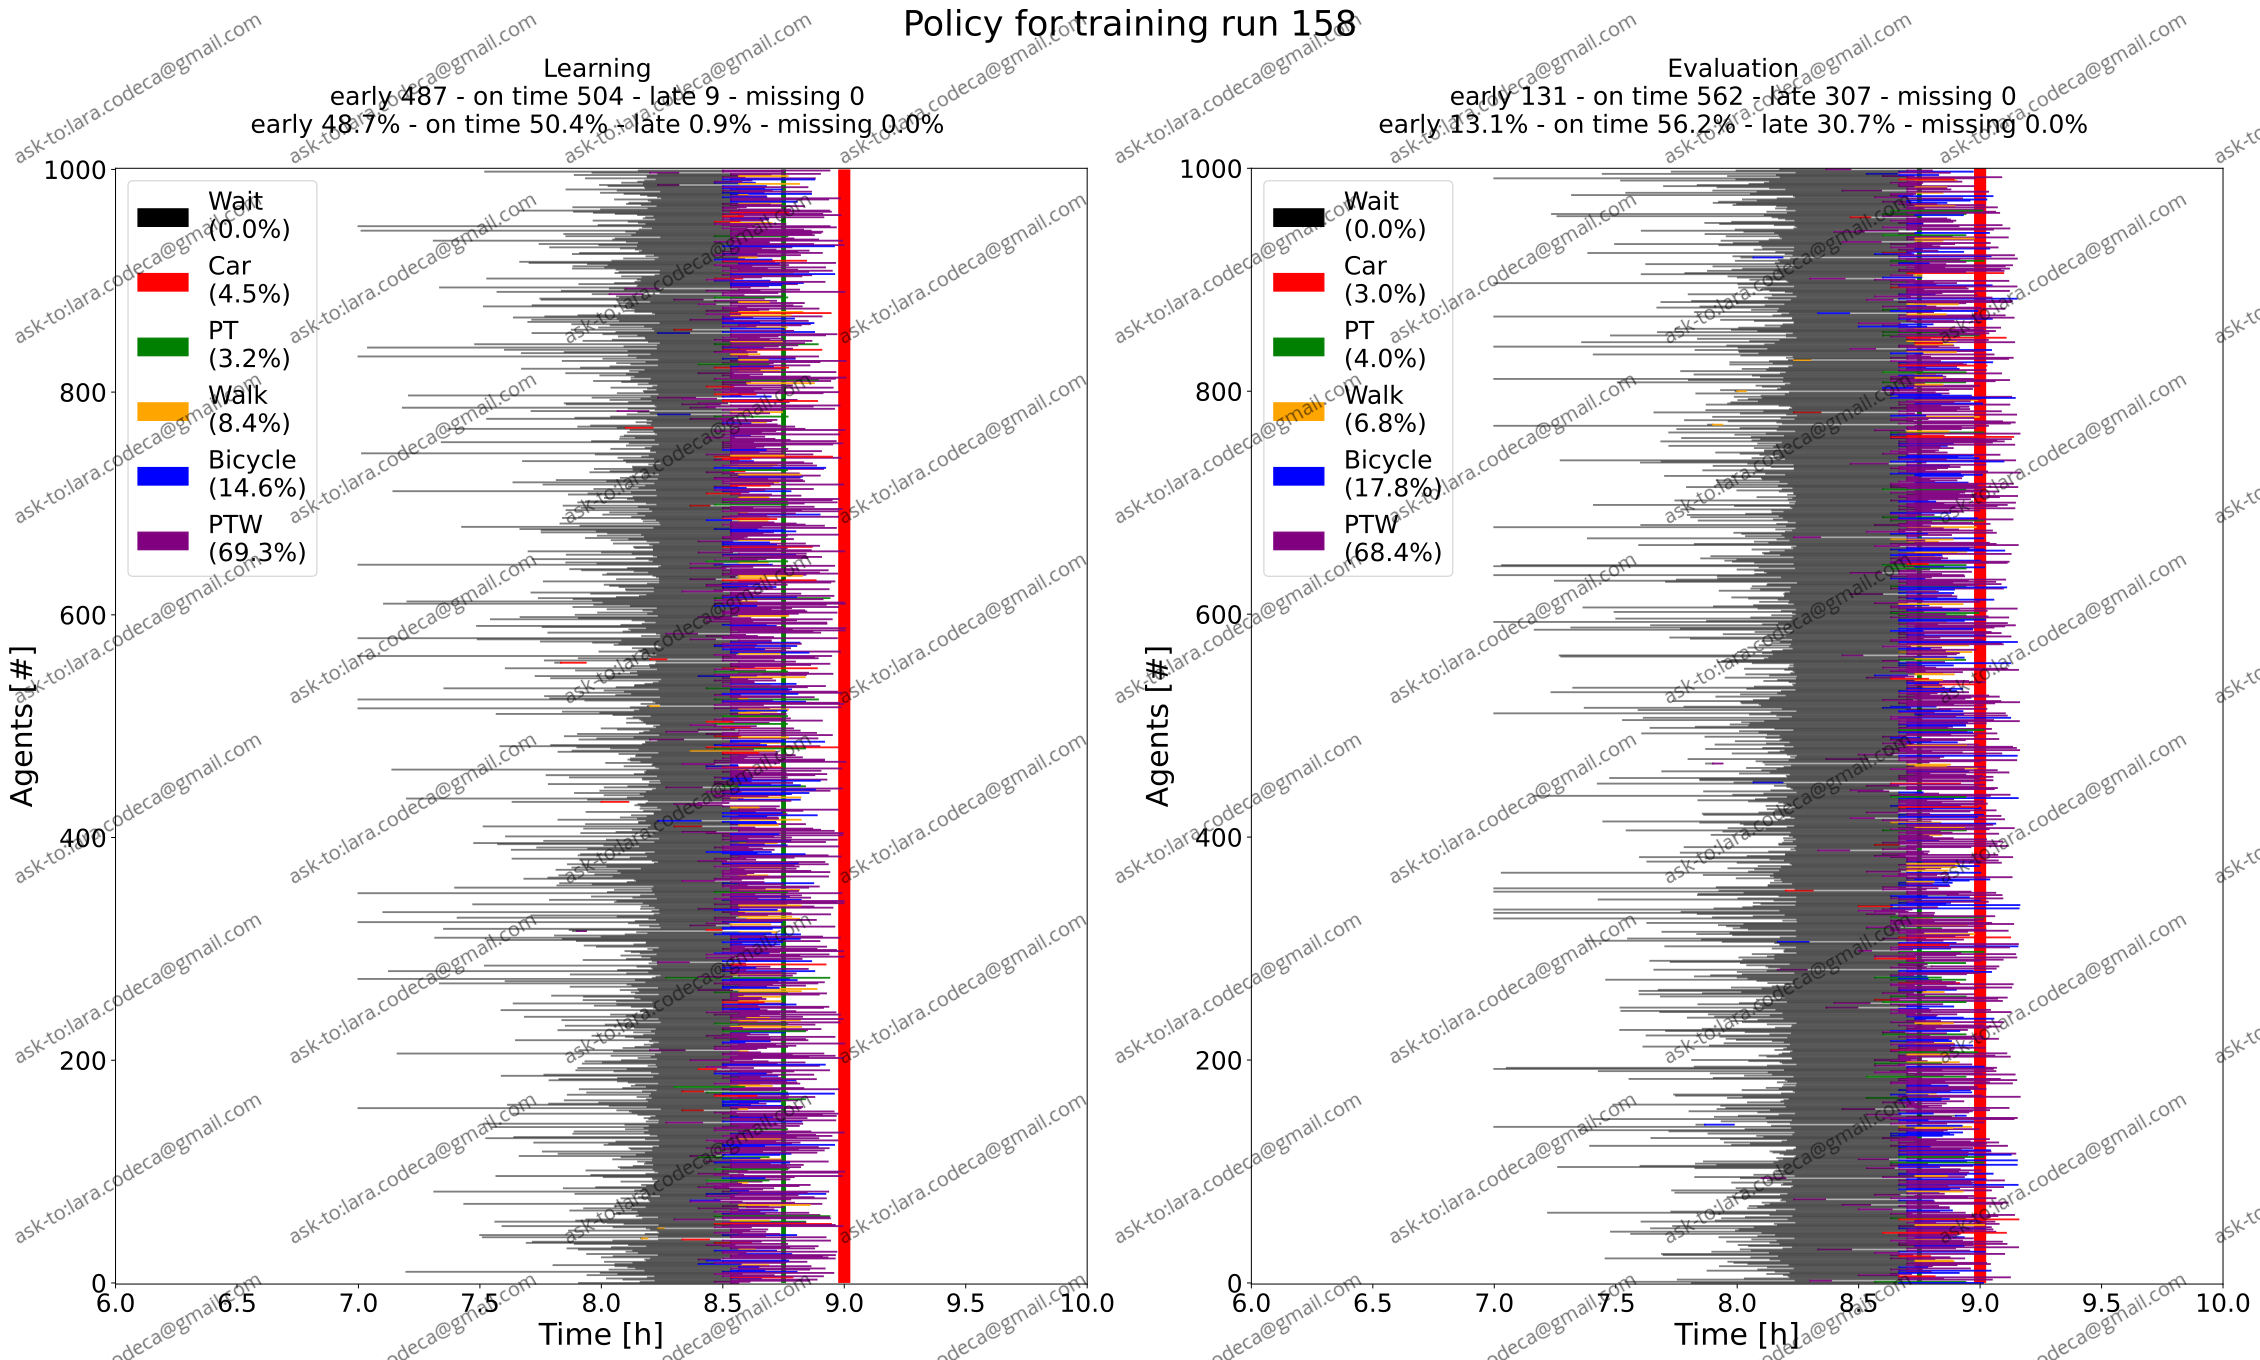 Policy for training run 158
Learning
early 487 - on time 504 - late 9 - missing 0
early 48.7% - on time 50.4% - late 0.9% - missing 0.0%
Evaluation
early 131 - on time 562 - late 307 - missing 0
early 13.1% - on time 56.2% - late 30.7% - missing 0.0%
1000
800
600
400
200
0
Agents [#]
Wait
(0.0%)
Car
(4.5%)
PT
(3.2%)
Walk
(8.4%)
Bicycle
(14.6%)
PTW
(69.3%)
6.0 6.5 7.0 7.5 8.0 8.5 9.0 9.5 10.0
Time [h]
1000
800
600
400
200
0
Agents [#]
Wait
(0.0%)
Car
(3.0%)
PT
(4.0%)
Walk
(6.8%)
Bicycle
(17.8%)
PTW
(68.4%)
6.0 6.5 7.0 7.5 8.0 8.5 9.0 9.5 10.0
Time [h]
ask-to:lara.codeca@gmail.com